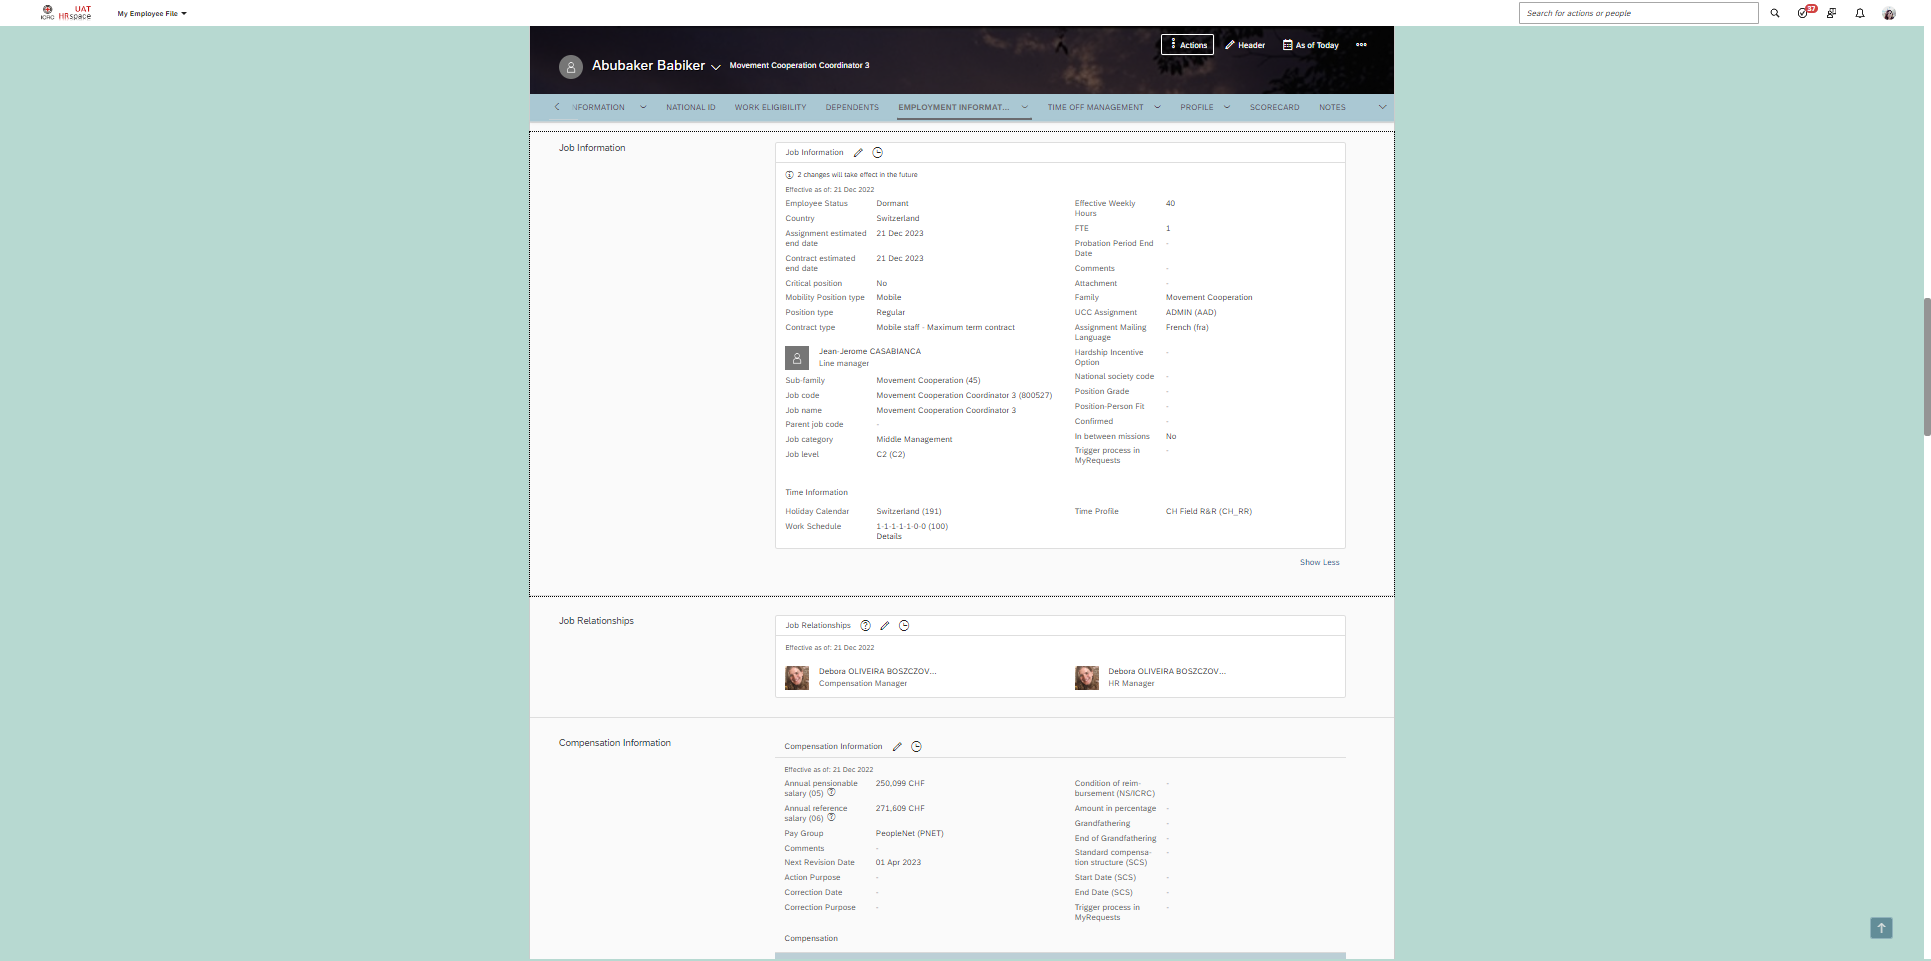 ICRC
UAT
HRspace
My Employee File
Search for actions or people
37
Actions
Header
As of Today
Abubaker Babiker
Movement Cooperation Coordinator 3
NFORMATION
NATIONAL ID
WORK ELIGIBILITY
DEPENDENTS
EMPLOYMENT INFORMAT...
TIME OFF MANAGEMENT
PROFILE
SCORECARD
NOTES
Job Information
Job Information
2 changes will take effect in the future
Effective as of: 21 Dec 2022
Employee Status Dormant
Country Switzerland
Assignment estimated 21 Dec 2023
end date
Contract estimated 21 Dec 2023
end date
Critical position No
Mobility Position type Mobile
Position type Regular
Contract type Mobile staff - Maximum term contract
Jean-Jerome CASABIANCA
Line manager
Sub-family Movement Cooperation (45)
Job code Movement Cooperation Coordinator 3 (800527)
Job name Movement Cooperation Coordinator 3
Parent job code -
Job category Middle Management
Job level C2 (C2)
Effective Weekly 40
Hours
FTE 1
Probation Period End -
Date
Comments -
Attachment -
Family Movement Cooperation
UCC Assignment ADMIN (AAD)
Assignment Mailing French (fra)
Language
Hardship Incentive -
Option
National society code -
Position Grade -
Position-Person Fit -
Confirmed -
In between missions No
Trigger process in -
MyRequests
Time Information
Holiday Calendar Switzerland (191)
Work Schedule 1-1-1-1-1-0-0 (100)
Details
Time Profile CH Field R&R (CH_RR)
Show Less
Job Relationships
Job Relationships
Effective as of: 21 Dec 2022
Debora OLIVEIRA BOSZCZOV...
Compensation Manager
Debora OLIVEIRA BOSZCZOV...
HR Manager
Compensation Information
Compensation Information
Effective as of: 21 Dec 2022
Annual pensionable 250,099 CHF
salary (05)
Annual reference 271,609 CHF
salary (06)
Pay Group PeopleNet (PNET)
Comments -
Next Revision Date 01 Apr 2023
Action Purpose -
Correction Date -
Correction Purpose -
Condition of reim- -
bursement (NS/ICRC)
Amount in percentage -
Grandfathering -
End of Grandfathering -
Standard compensa- -
tion structure (SCS)
Start Date (SCS) -
End Date (SCS) -
Trigger process in -
MyRequests
Compensation